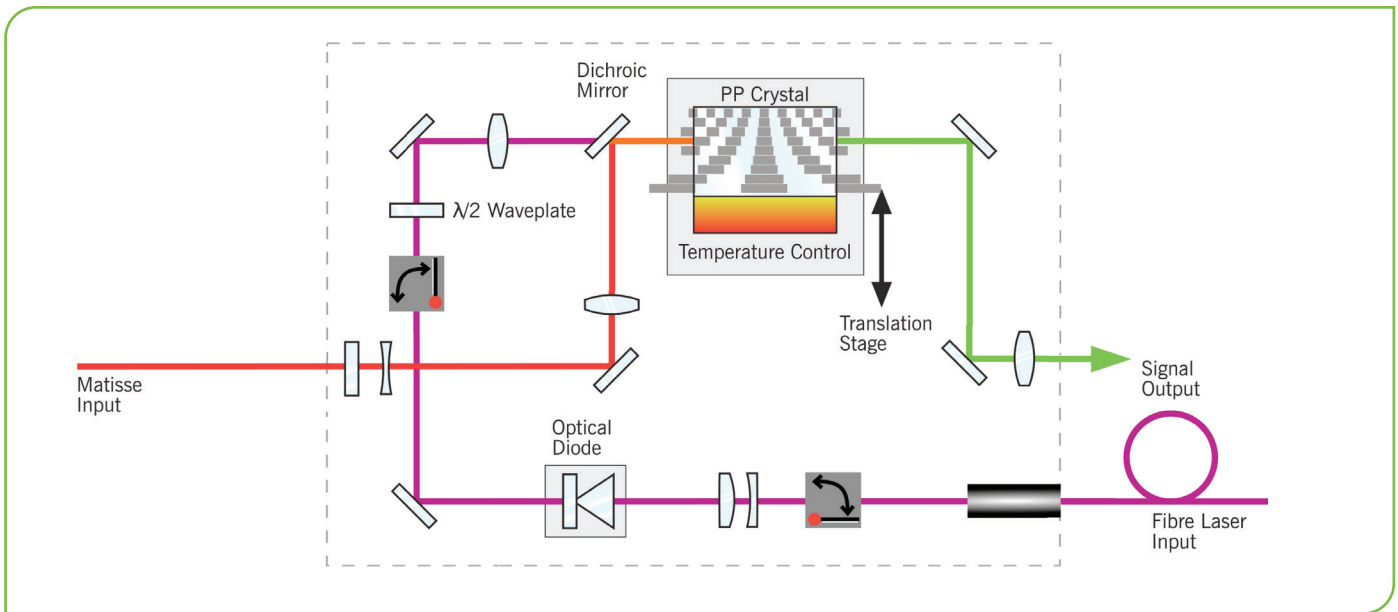 Dichroic
Mirror
PP Crystal
λ/2 Waveplate
Temperature Control
Translation
Stage
Matisse
Input
Signal
Output
Optical
Diode
Fibre Laser
Input